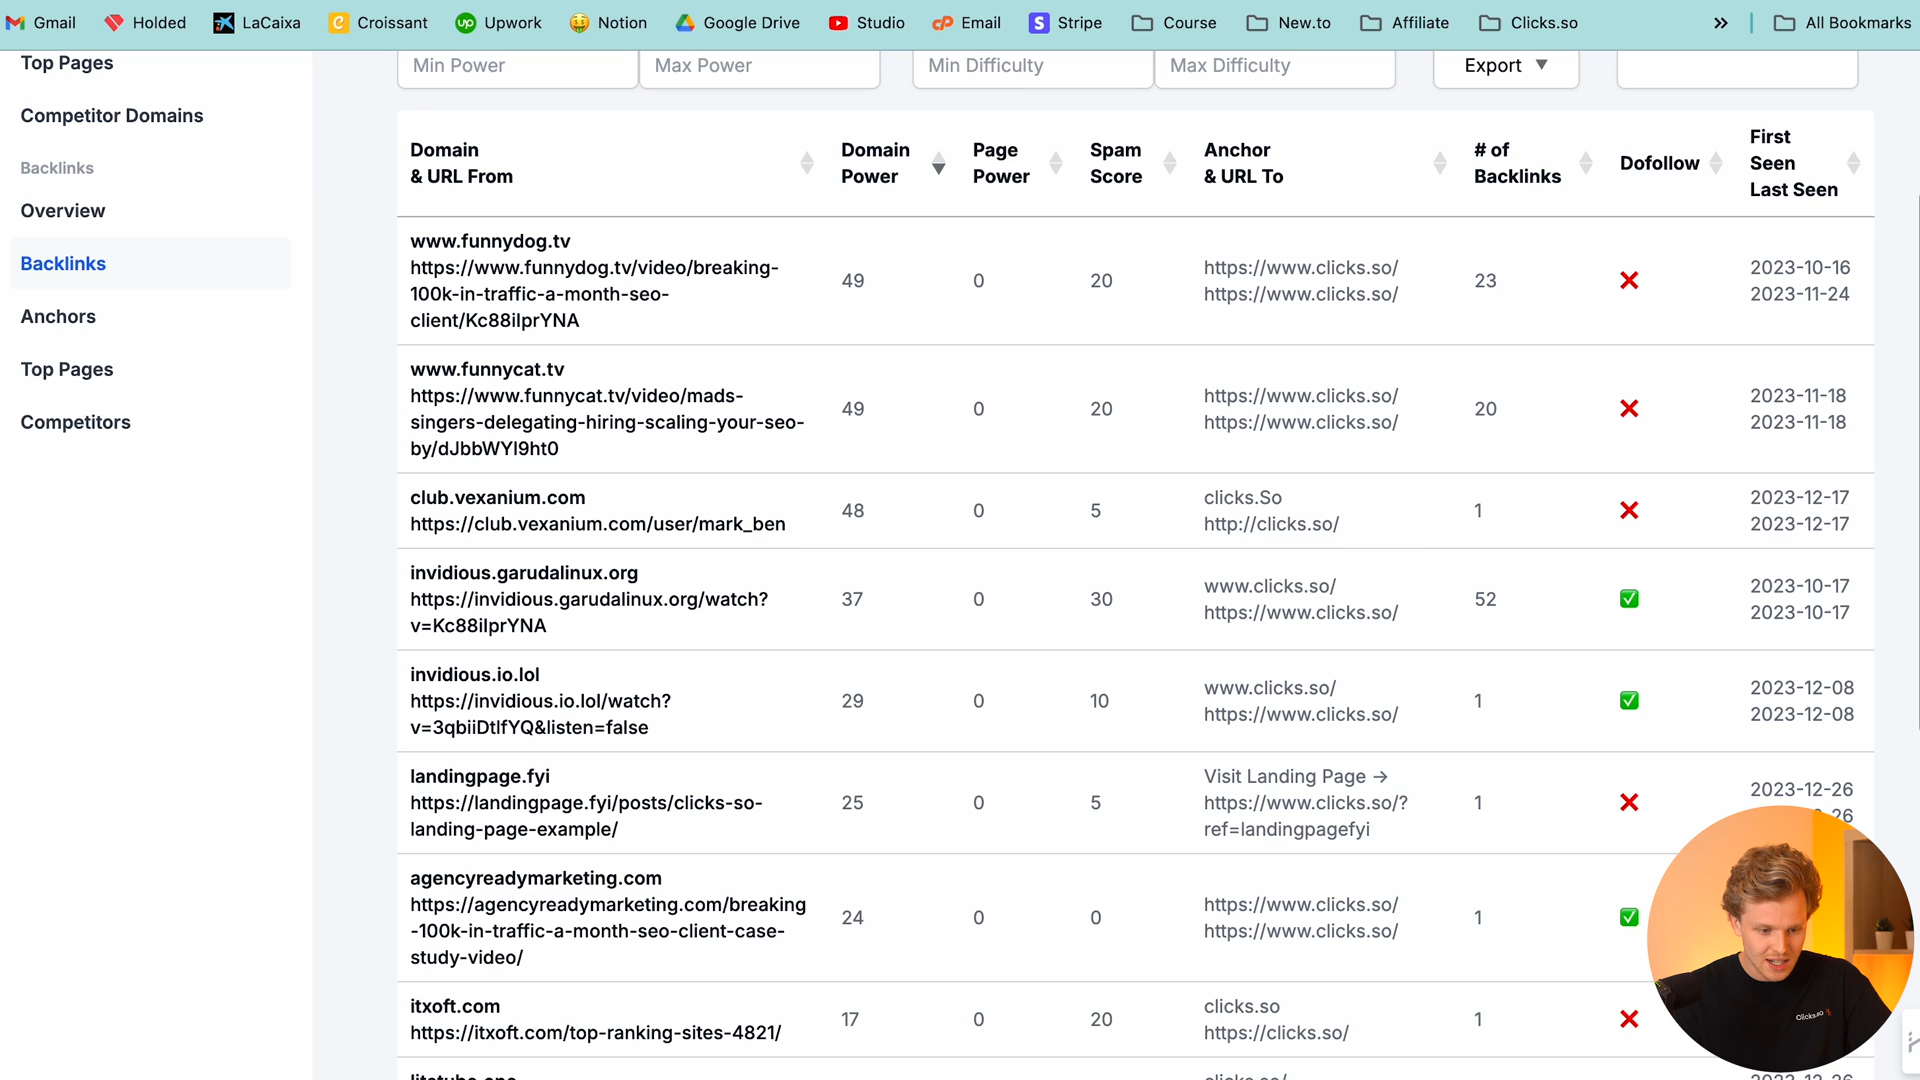 Gmail
Holded
LaCaixa
Croissant
Upwork
Notion
Google Drive
Studio
Email
Stripe
Course
New.to
Affiliate
Clicks.so
»
All Bookmarks
Top Pages
Competitor Domains
Backlinks
Overview
Backlinks
Anchors
Top Pages
Competitors
Min Power
Max Power
Min Difficulty
Max Difficulty
Export ▼
Domain
& URL From
Domain
Power
Page
Power
Spam
Score
Anchor
& URL To
# of
Backlinks
Dofollow
First
Seen
Last Seen
www.funnydog.tv
https://www.funnydog.tv/video/breaking-
100k-in-traffic-a-month-seo-
client/Kc88iIprYNA
49
0
20
https://www.clicks.so/
https://www.clicks.so/
23
2023-10-16
2023-11-24
www.funnycat.tv
https://www.funnycat.tv/video/mads-
singers-delegating-hiring-scaling-your-seo-
by/dJbbWYl9ht0
49
0
20
https://www.clicks.so/
https://www.clicks.so/
20
2023-11-18
2023-11-18
club.vexanium.com
https://club.vexanium.com/user/mark_ben
48
0
5
clicks.So
http://clicks.so/
1
2023-12-17
2023-12-17
invidious.garudalinux.org
https://invidious.garudalinux.org/watch?
v=Kc88iIprYNA
37
0
30
www.clicks.so/
https://www.clicks.so/
52
2023-10-17
2023-10-17
invidious.io.lol
https://invidious.io.lol/watch?
v=3qbiiDtlfYQ&listen=false
29
0
10
www.clicks.so/
https://www.clicks.so/
1
2023-12-08
2023-12-08
landingpage.fyi
https://landingpage.fyi/posts/clicks-so-
landing-page-example/
25
0
5
Visit Landing Page →
https://www.clicks.so/?
ref=landingpagefyi
1
2023-12-26
26
agencyreadymarketing.com
https://agencyreadymarketing.com/breaking
-100k-in-traffic-a-month-seo-client-case-
study-video/
24
0
0
https://www.clicks.so/
https://www.clicks.so/
1
itxoft.com
https://itxoft.com/top-ranking-sites-4821/
17
0
20
clicks.so
https://clicks.so/
1
Clicks.so
clicks.so/